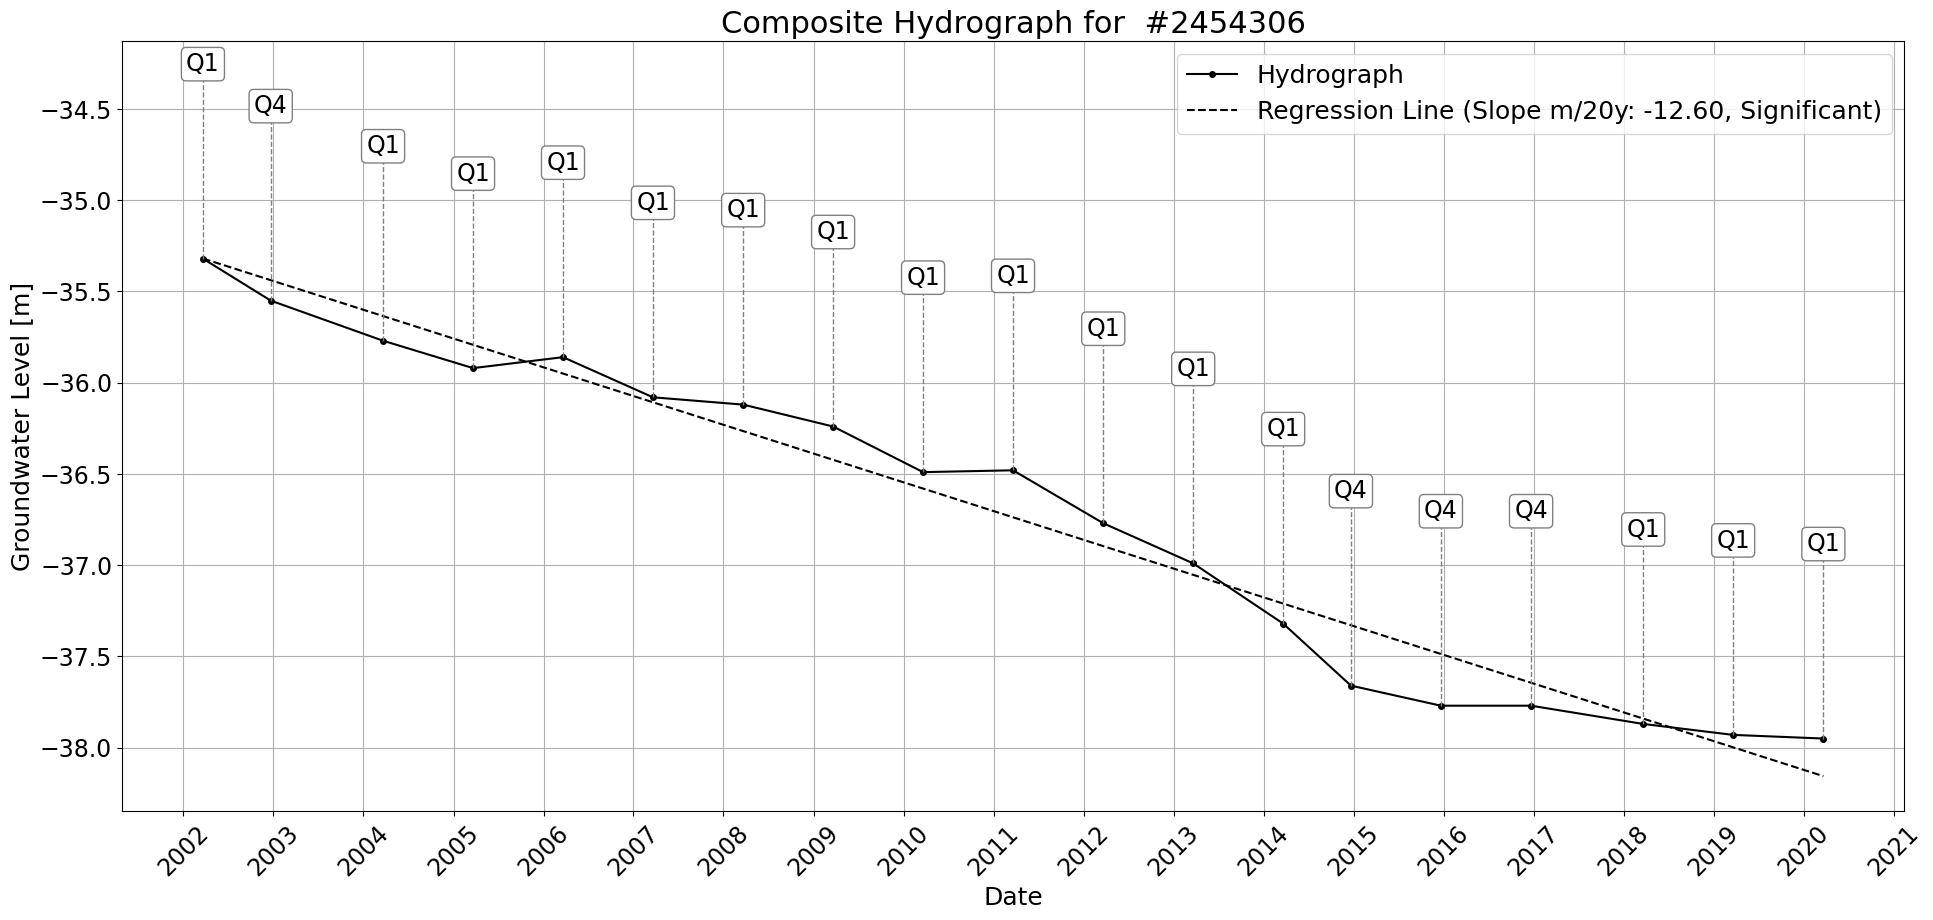 Composite Hydrograph for  #2454306
Hydrograph
Regression Line (Slope m/20y: -12.60, Significant)
Q1
Q4
Q1
Q1
Q1
Q1
Q1
Q1
Q1
Q1
Q1
Q1
Q1
Q4
Q4
Q4
Q1
Q1
Q1
Groundwater Level [m]
−34.5
−35.0
−35.5
−36.0
−36.5
−37.0
−37.5
−38.0
2002
2003
2004
2005
2006
2007
2008
2009
2010
2011
2012
2013
2014
2015
2016
2017
2018
2019
2020
2021
Date